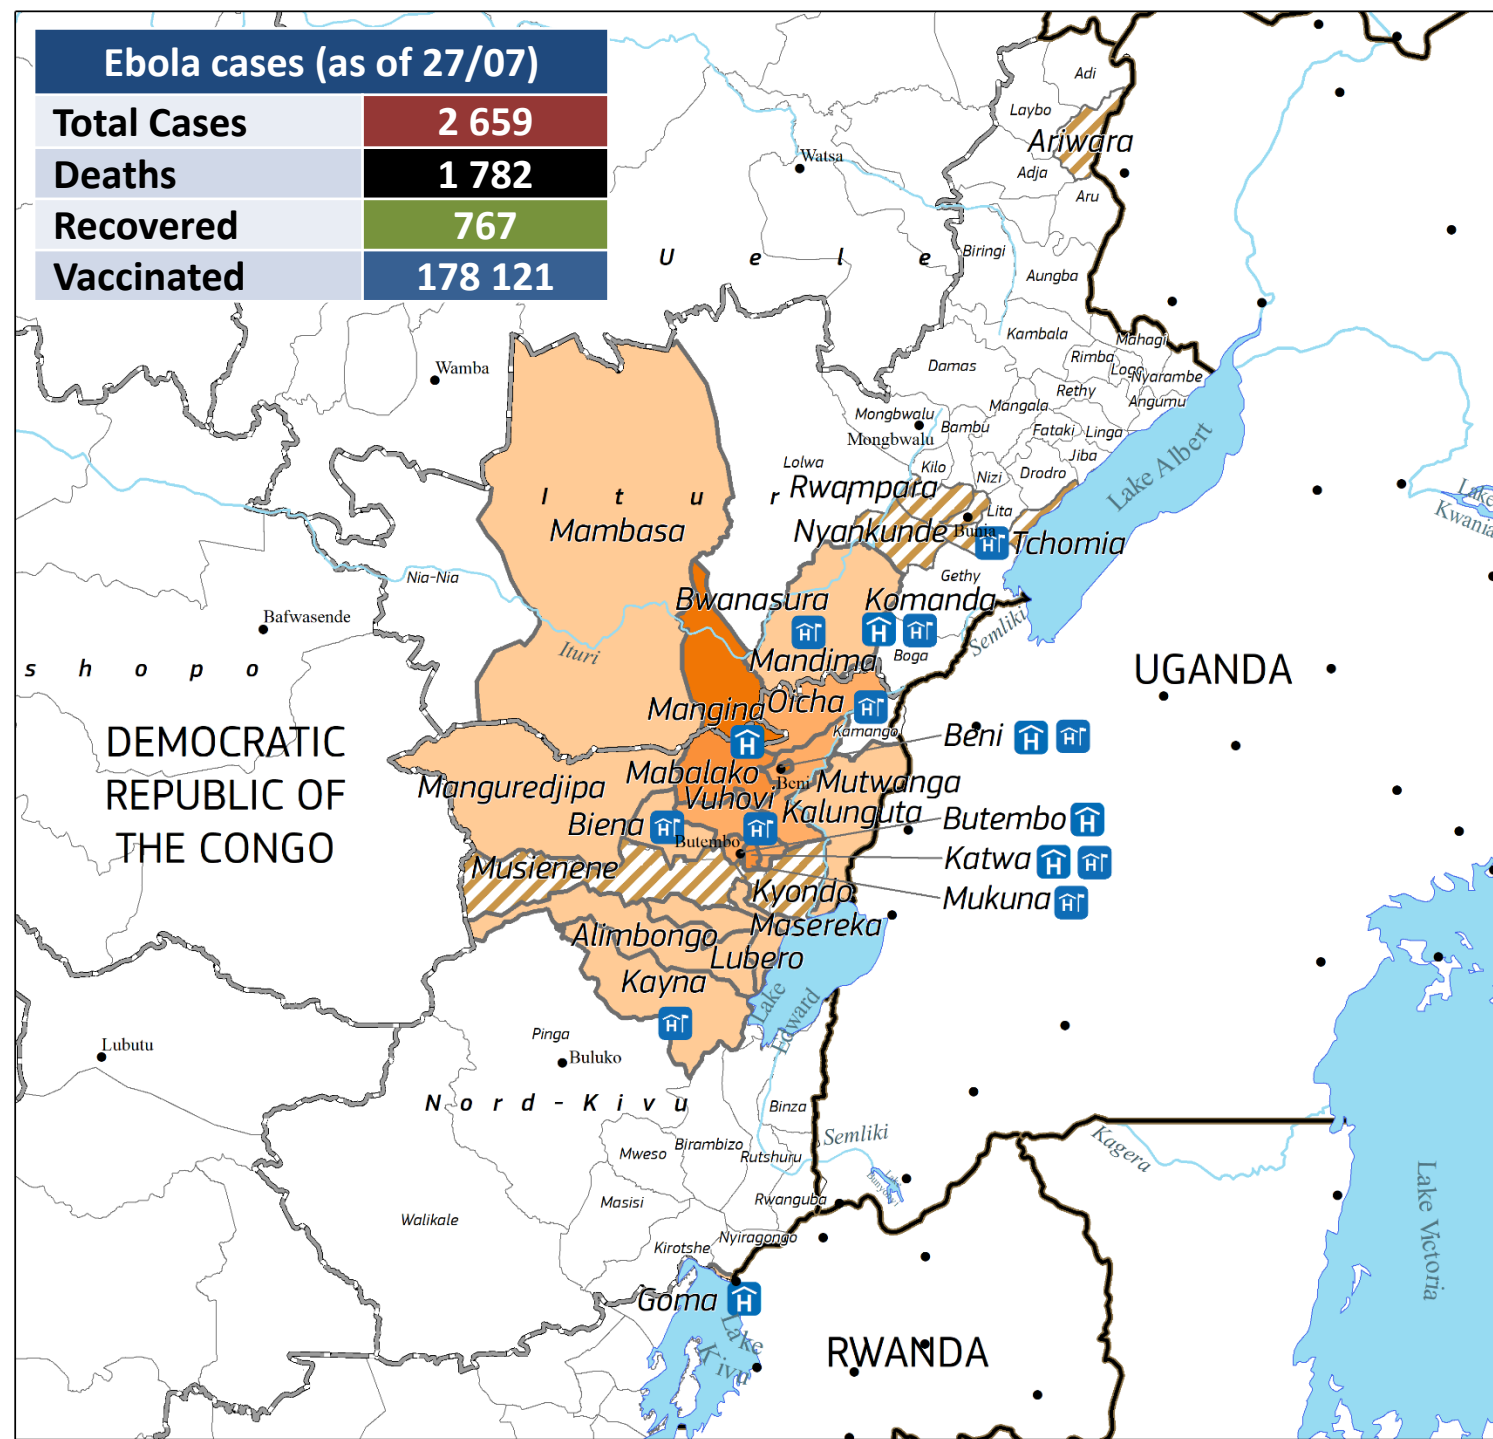 Ebola cases (as of 27/07)
Total Cases 2 659
Deaths 1 782
Recovered 767
Vaccinated 178 121
Adi
Laybo
Ariwara
Adja
Aru
Watsa
U e l e
Biringi
Aungba
Kambala
Mahagi
Rimba
Logo
Nyarambe
Damas
Rethy
Angumu
Wamba
Mangala
Mongbwalu
Mongbwalu
Bambu
Fataki
Linga
Jiba
Lolwa
Kilo
Nizi
Drodro
Lake Albert
I t u r
Rwampara
Lita
Lake
Kwania
Mambasa
Nyankunde
Bunia
H
Tchomia
Nia-Nia
Gethy
Bwanasura
Komanda
Bafwasende
H
H
H
Semliki
Ituri
Mandima
Boga
s h o p o
UGANDA
Mangina
Oicha
H
Kamango
DEMOCRATIC
REPUBLIC OF
THE CONGO
H
Beni
H
H
Mabalako
Beni
Mutwanga
Manguredjipa
Vuhovi
Kalunguta
Biena
H
H
Butembo
H
Butembo
Katwa
H
H
Musienene
Kyondo
Mukuna
H
Masereka
Alimbongo
Lubero
Kayna
H
Lake
Edward
Pinga
Lubutu
Buluko
Nord-Kivu
Binza
Semliki
Kagera
Mweso
Birambizo
Rutshuru
Lake Victoria
Masisi
Rwanguba
Walikale
Nyiragongo
Kirotshe
Goma
H
Lake
Kivu
RWANDA